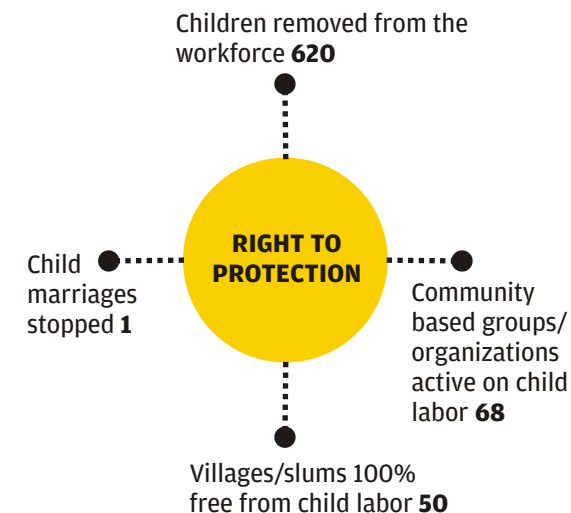 Children removed from the
workforce 620
RIGHT TO
PROTECTION
Child
marriages
stopped 1
Community
based groups/
organizations
active on child
labor 68
Villages/slums 100%
free from child labor 50